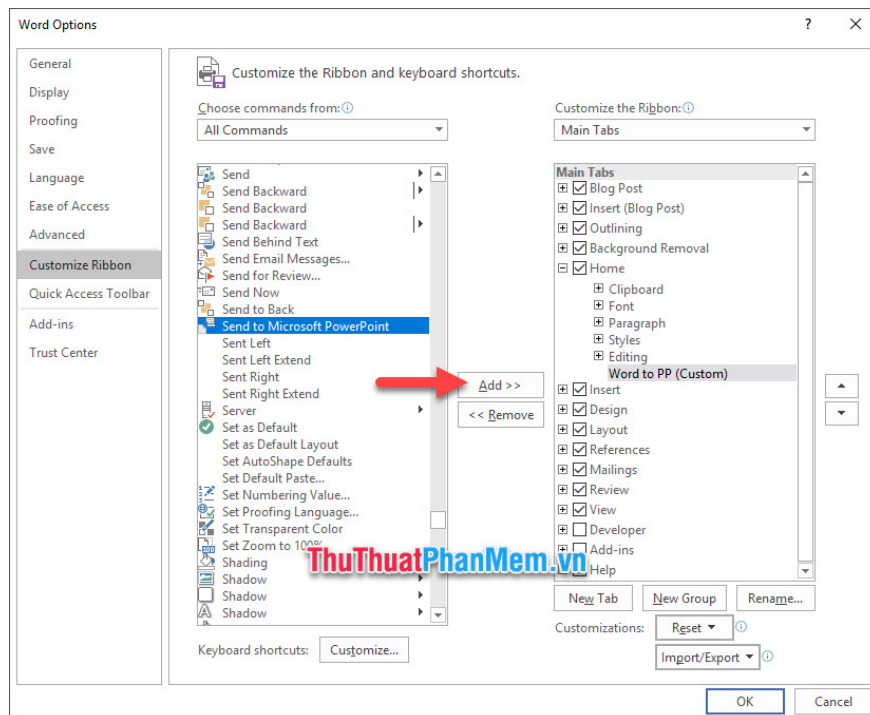 Word Options
?
General
Display
Proofing
Save
Language
Ease of Access
Advanced
Customize Ribbon
Quick Access Toolbar
Add-ins
Trust Center
Customize the Ribbon and keyboard shortcuts.
Choose commands from:
All Commands
Send
Send Backward
Send Backward
Send Backward
Send Behind Text
Send Email Messages...
Send for Review...
Send Now
Send to Back
Send to Microsoft PowerPoint
Sent Left
Sent Left Extend
Sent Right
Sent Right Extend
Server
Set as Default
Set as Default Layout
Set AutoShape Defaults
Set Default Paste...
Set Numbering Value...
Set Proofing Language...
Set Transparent Color
Set Zoom to 100%
Shading
Shadow
Shadow
Shadow
Keyboard shortcuts: Customize...
Add >>
<< Remove
Customize the Ribbon:
Main Tabs
Main Tabs
Blog Post
Insert (Blog Post)
Outlining
Background Removal
Home
Clipboard
Font
Paragraph
Styles
Editing
Word to PP (Custom)
Insert
Design
Layout
References
Mailings
Review
View
Developer
Add-ins
Help
New Tab New Group Rename...
Customizations: Reset
Import/Export
ThuThuatPhanMem.vn
OK Cancel